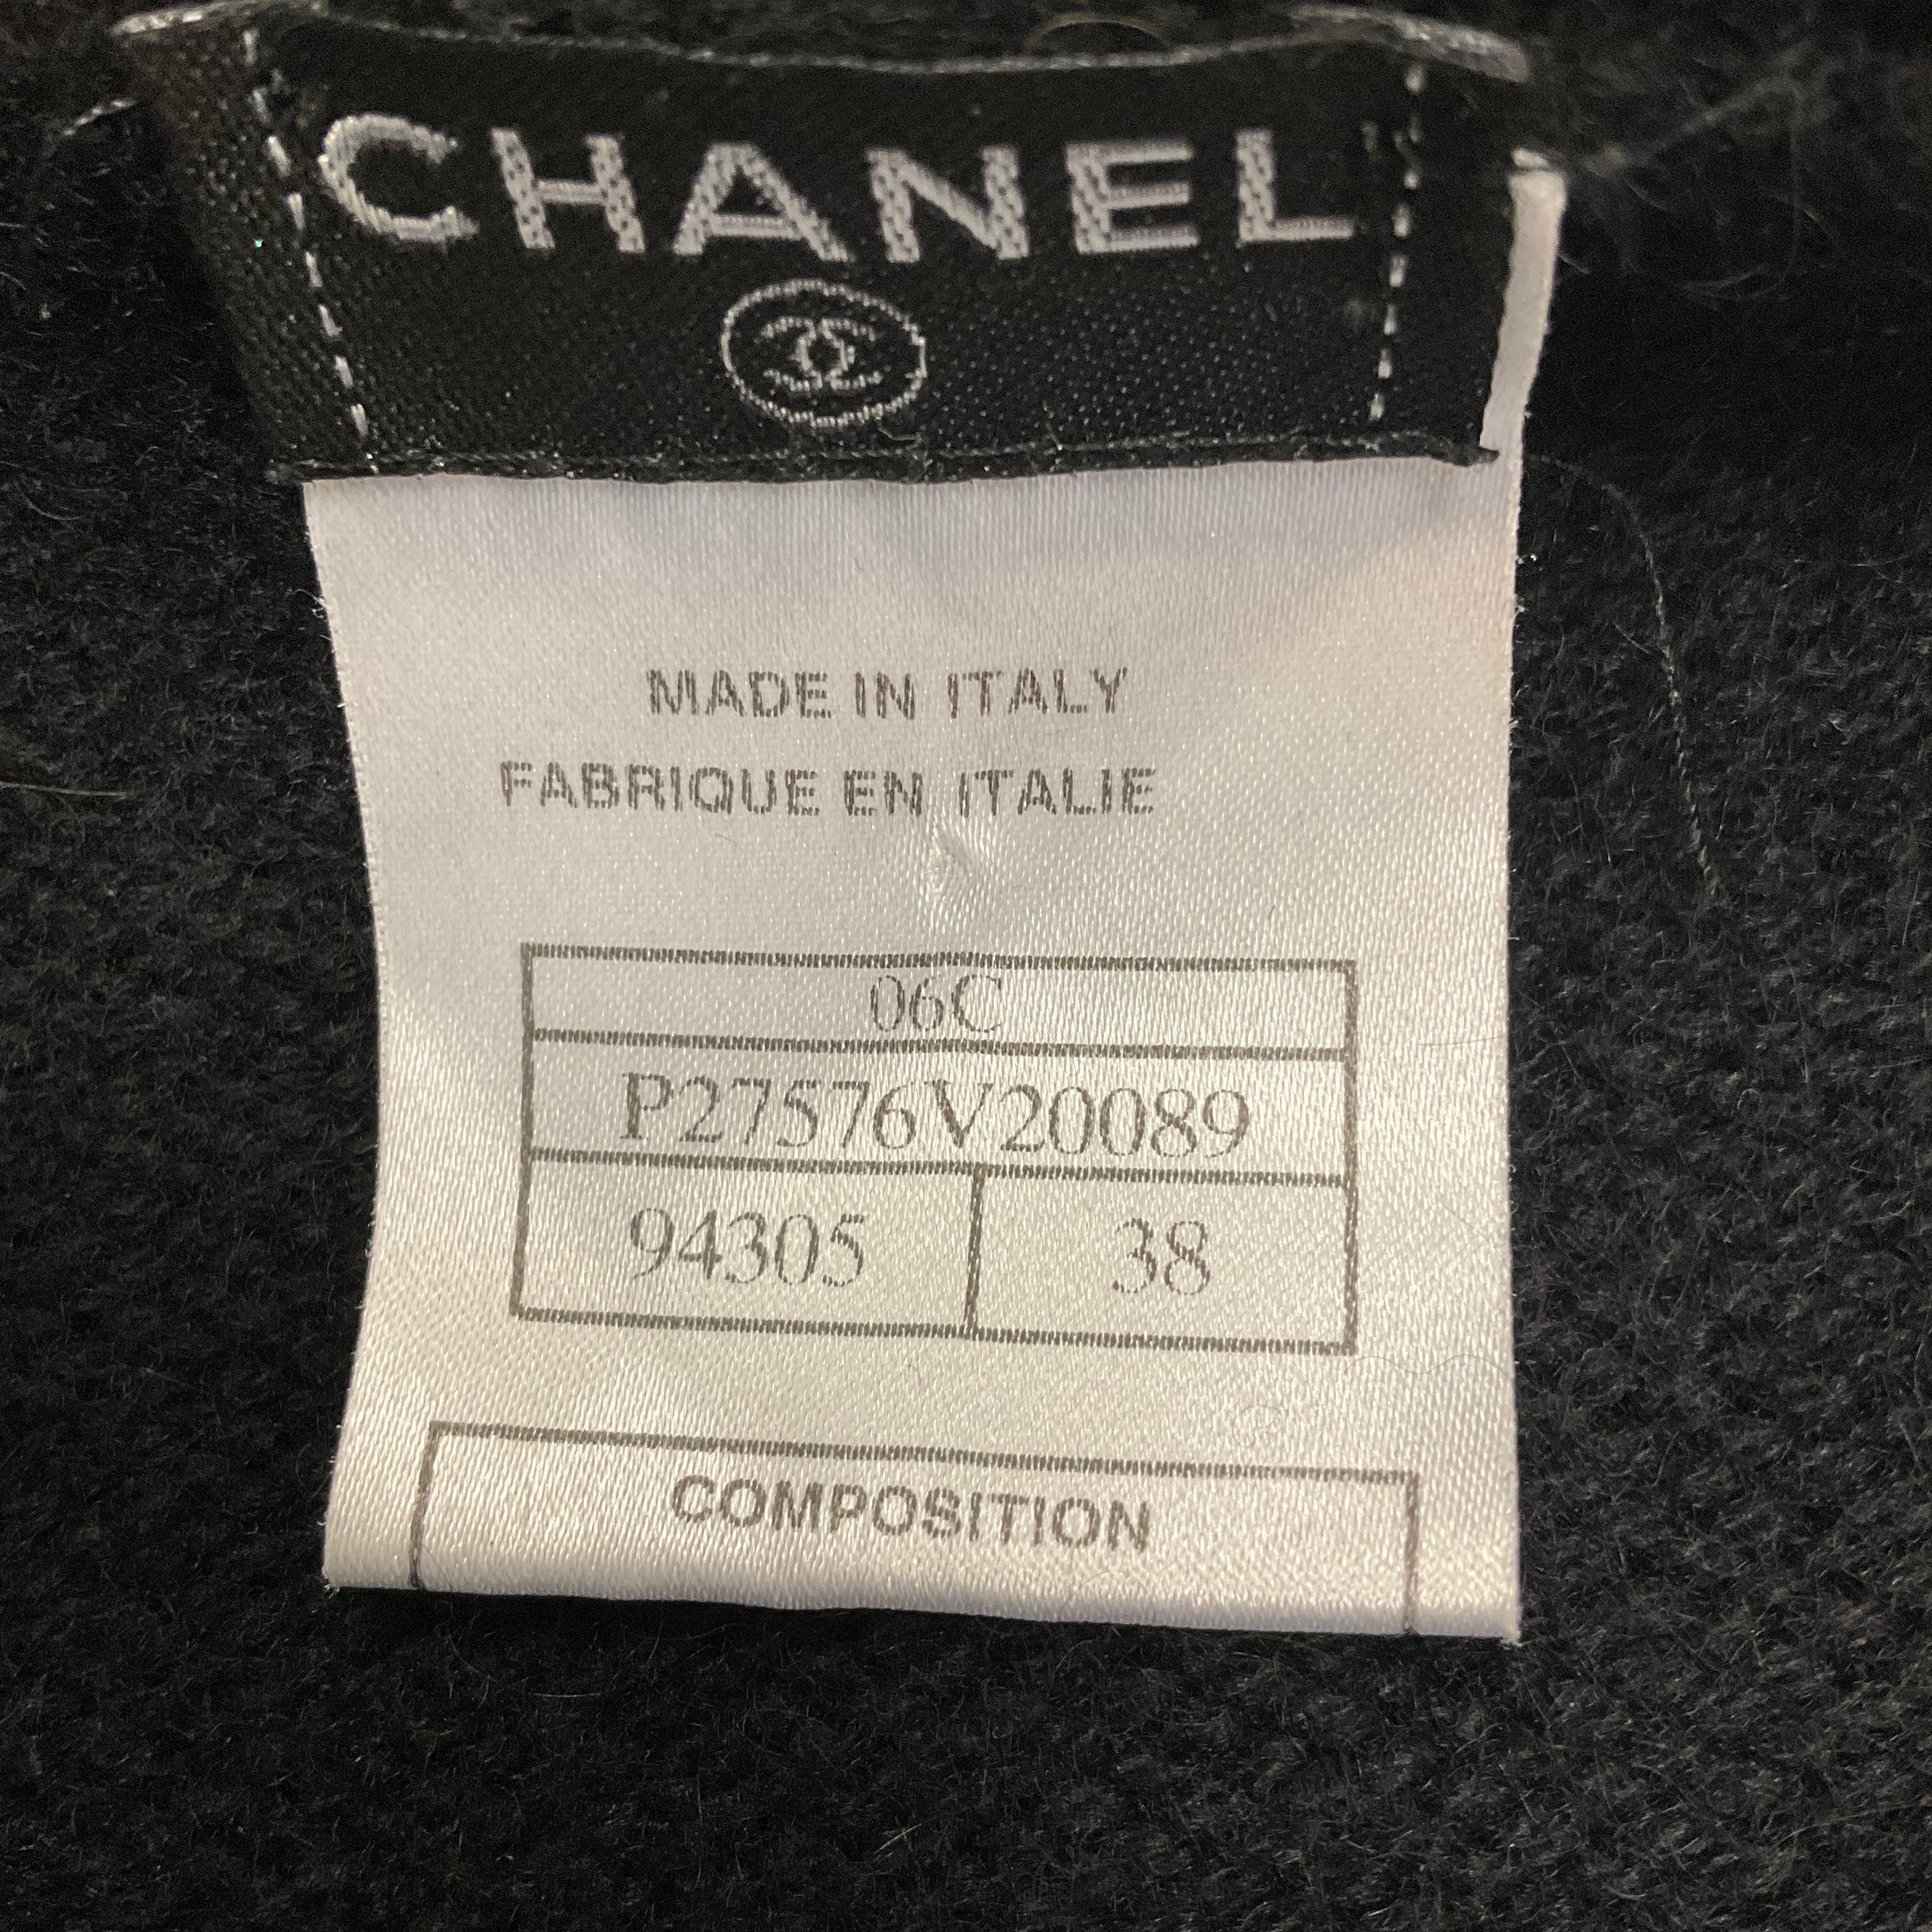 CHANEL
MADE IN ITALY
FABRIQUE EN ITALIE
06C
P27576V20089
94305 38
COMPOSITION